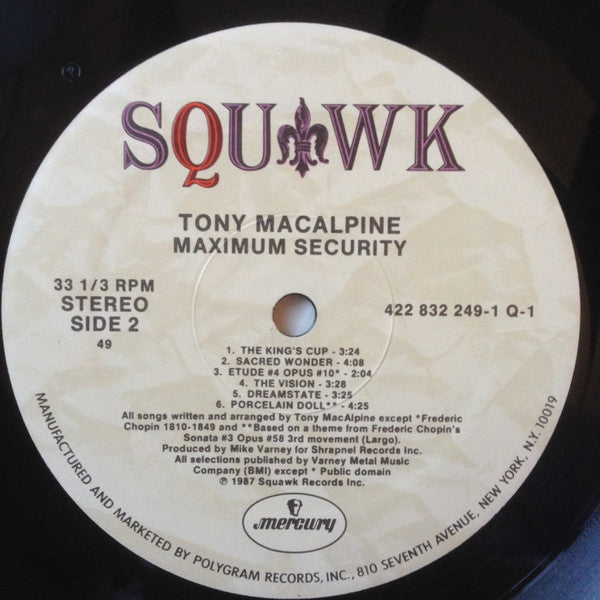 SQUAWK
TONY MACALPINE
MAXIMUM SECURITY
33 1/3 RPM
STEREO
SIDE 2
49
422 832 249-1 Q-1
1. THE KING'S CUP - 3:24
2. SACRED WONDER - 4:08
3. ETUDE #4 OPUS #10* - 2:04
4. THE VISION - 3:28
5. DREAMSTATE - 3:25
6. PORCELAIN DOLL** - 4:25
All songs written and arranged by Tony MacAlpine except *Frederic
Chopin 1810-1849 and **Based on a theme from Frederic Chopin's
Sonata #3 Opus #58 3rd movement (Largo).
Produced by Mike Varney for Shrapnel Records Inc.
All selections published by Varney Metal Music
Company (BMI) except * Public domain
℗ 1987 Squawk Records Inc.
mercury
MANUFACTURED AND MARKETED BY POLYGRAM RECORDS, INC., 810 SEVENTH AVENUE, NEW YORK, N.Y. 10019